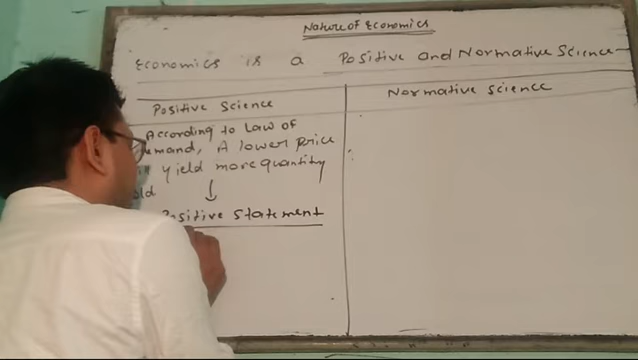 Nature of Economics
Economics is a Positive and Normative Science
Positive Science
Normative Science
According to Law of
mand, A lower price
yield more quantity
ld
↓
Positive Statement